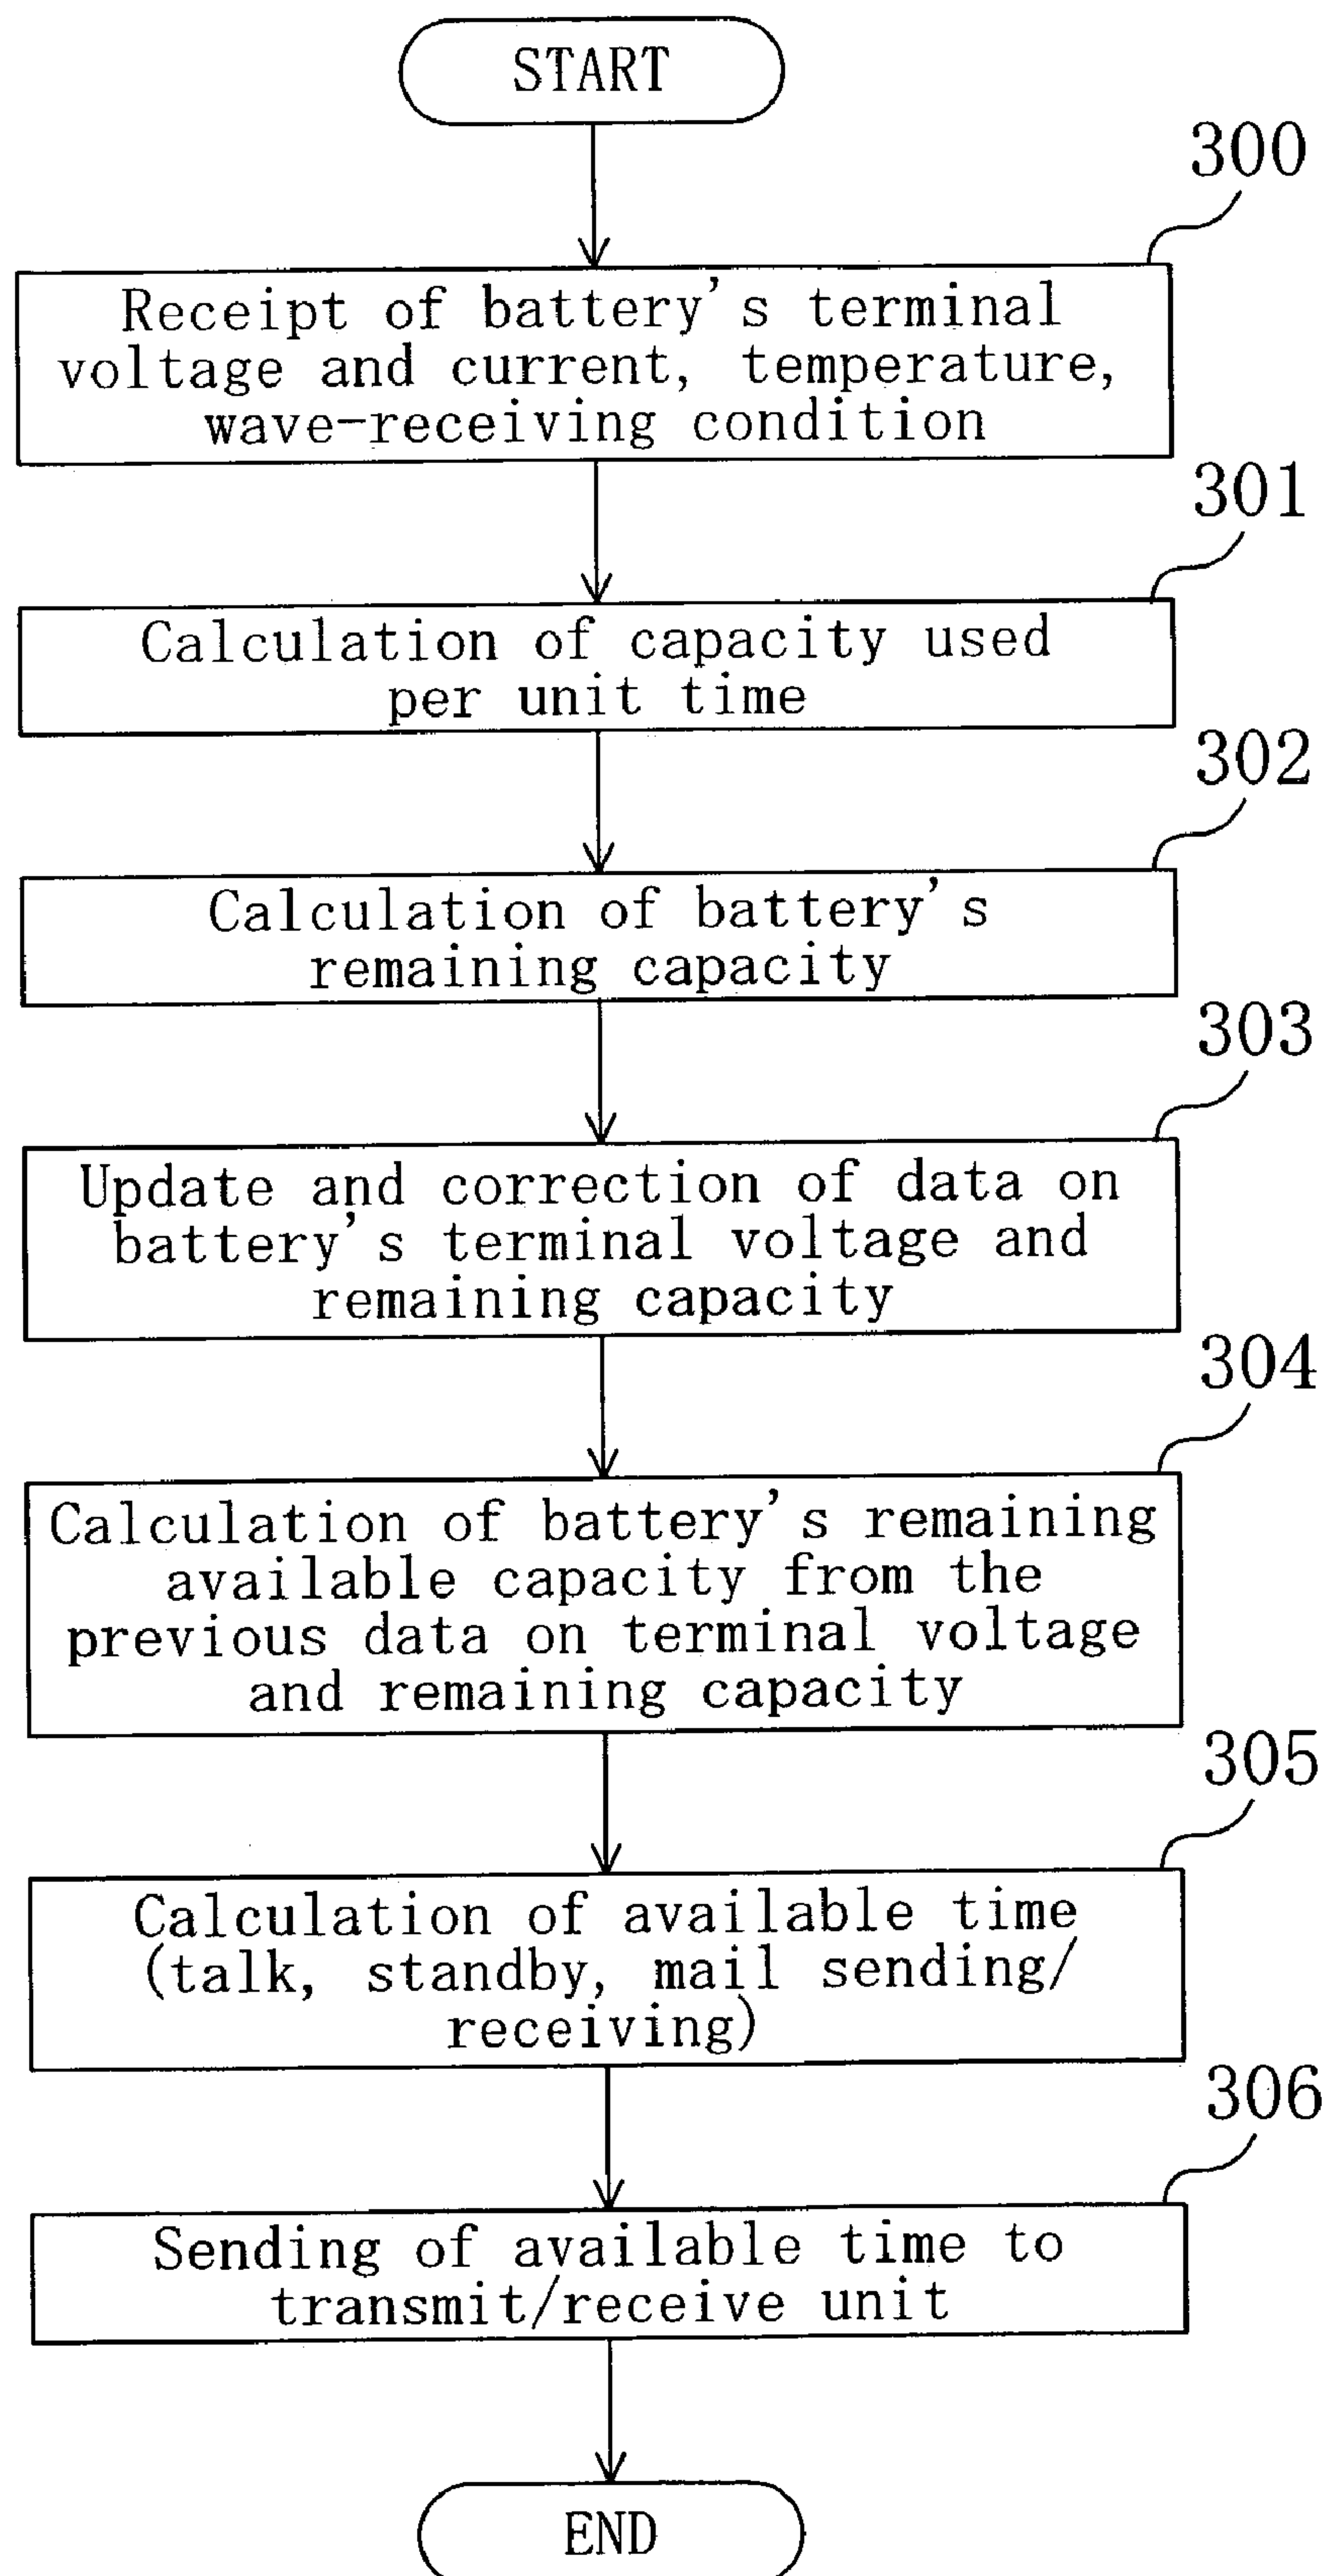 START
300
Receipt of battery's terminal
voltage and current, temperature,
wave-receiving condition
301
Calculation of capacity used
per unit time
302
Calculation of battery's
remaining capacity
303
Update and correction of data on
battery's terminal voltage and
remaining capacity
304
Calculation of battery's remaining
available capacity from the
previous data on terminal voltage
and remaining capacity
305
Calculation of available time
(talk, standby, mail sending/
receiving)
306
Sending of available time to
transmit/receive unit
END